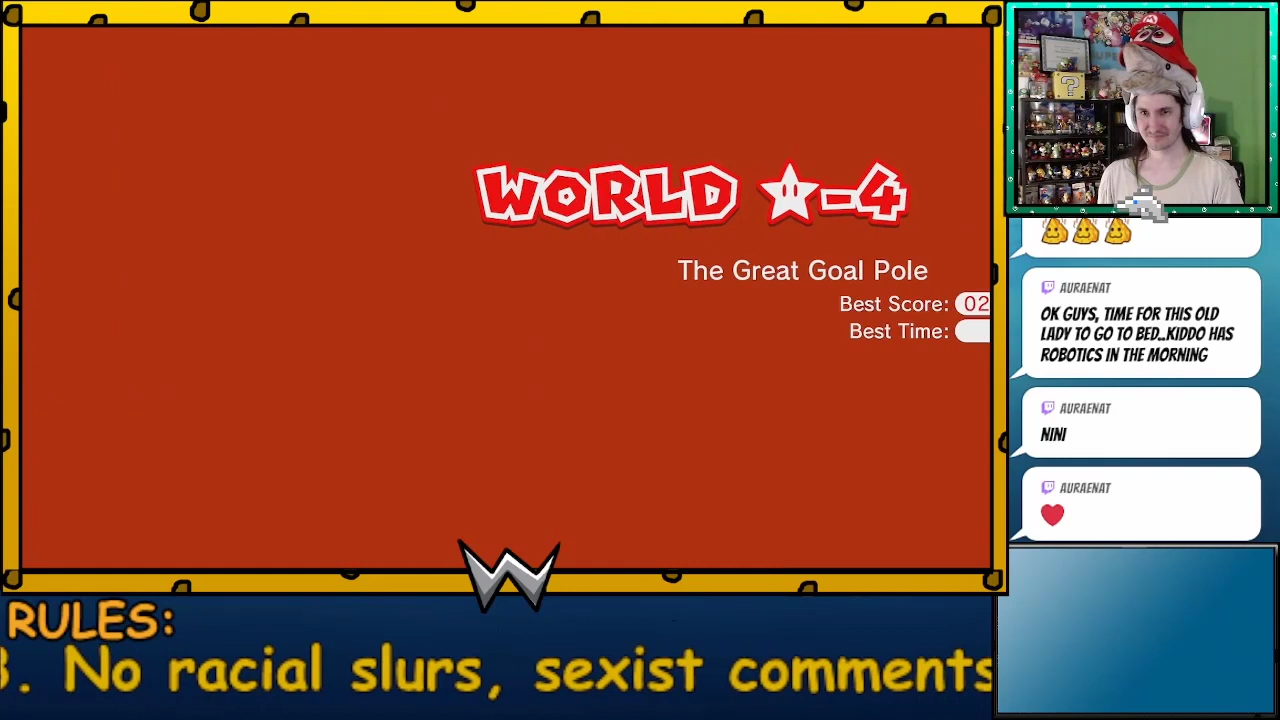 WORLD ★-4
The Great Goal Pole
Best Score: 02
Best Time:
AURAENAT
OK GUYS, TIME FOR THIS OLD
LADY TO GO TO BED..KIDDO HAS
ROBOTICS IN THE MORNING
AURAENAT
NINI
AURAENAT
RULES:
3. No racial slurs, sexist comments